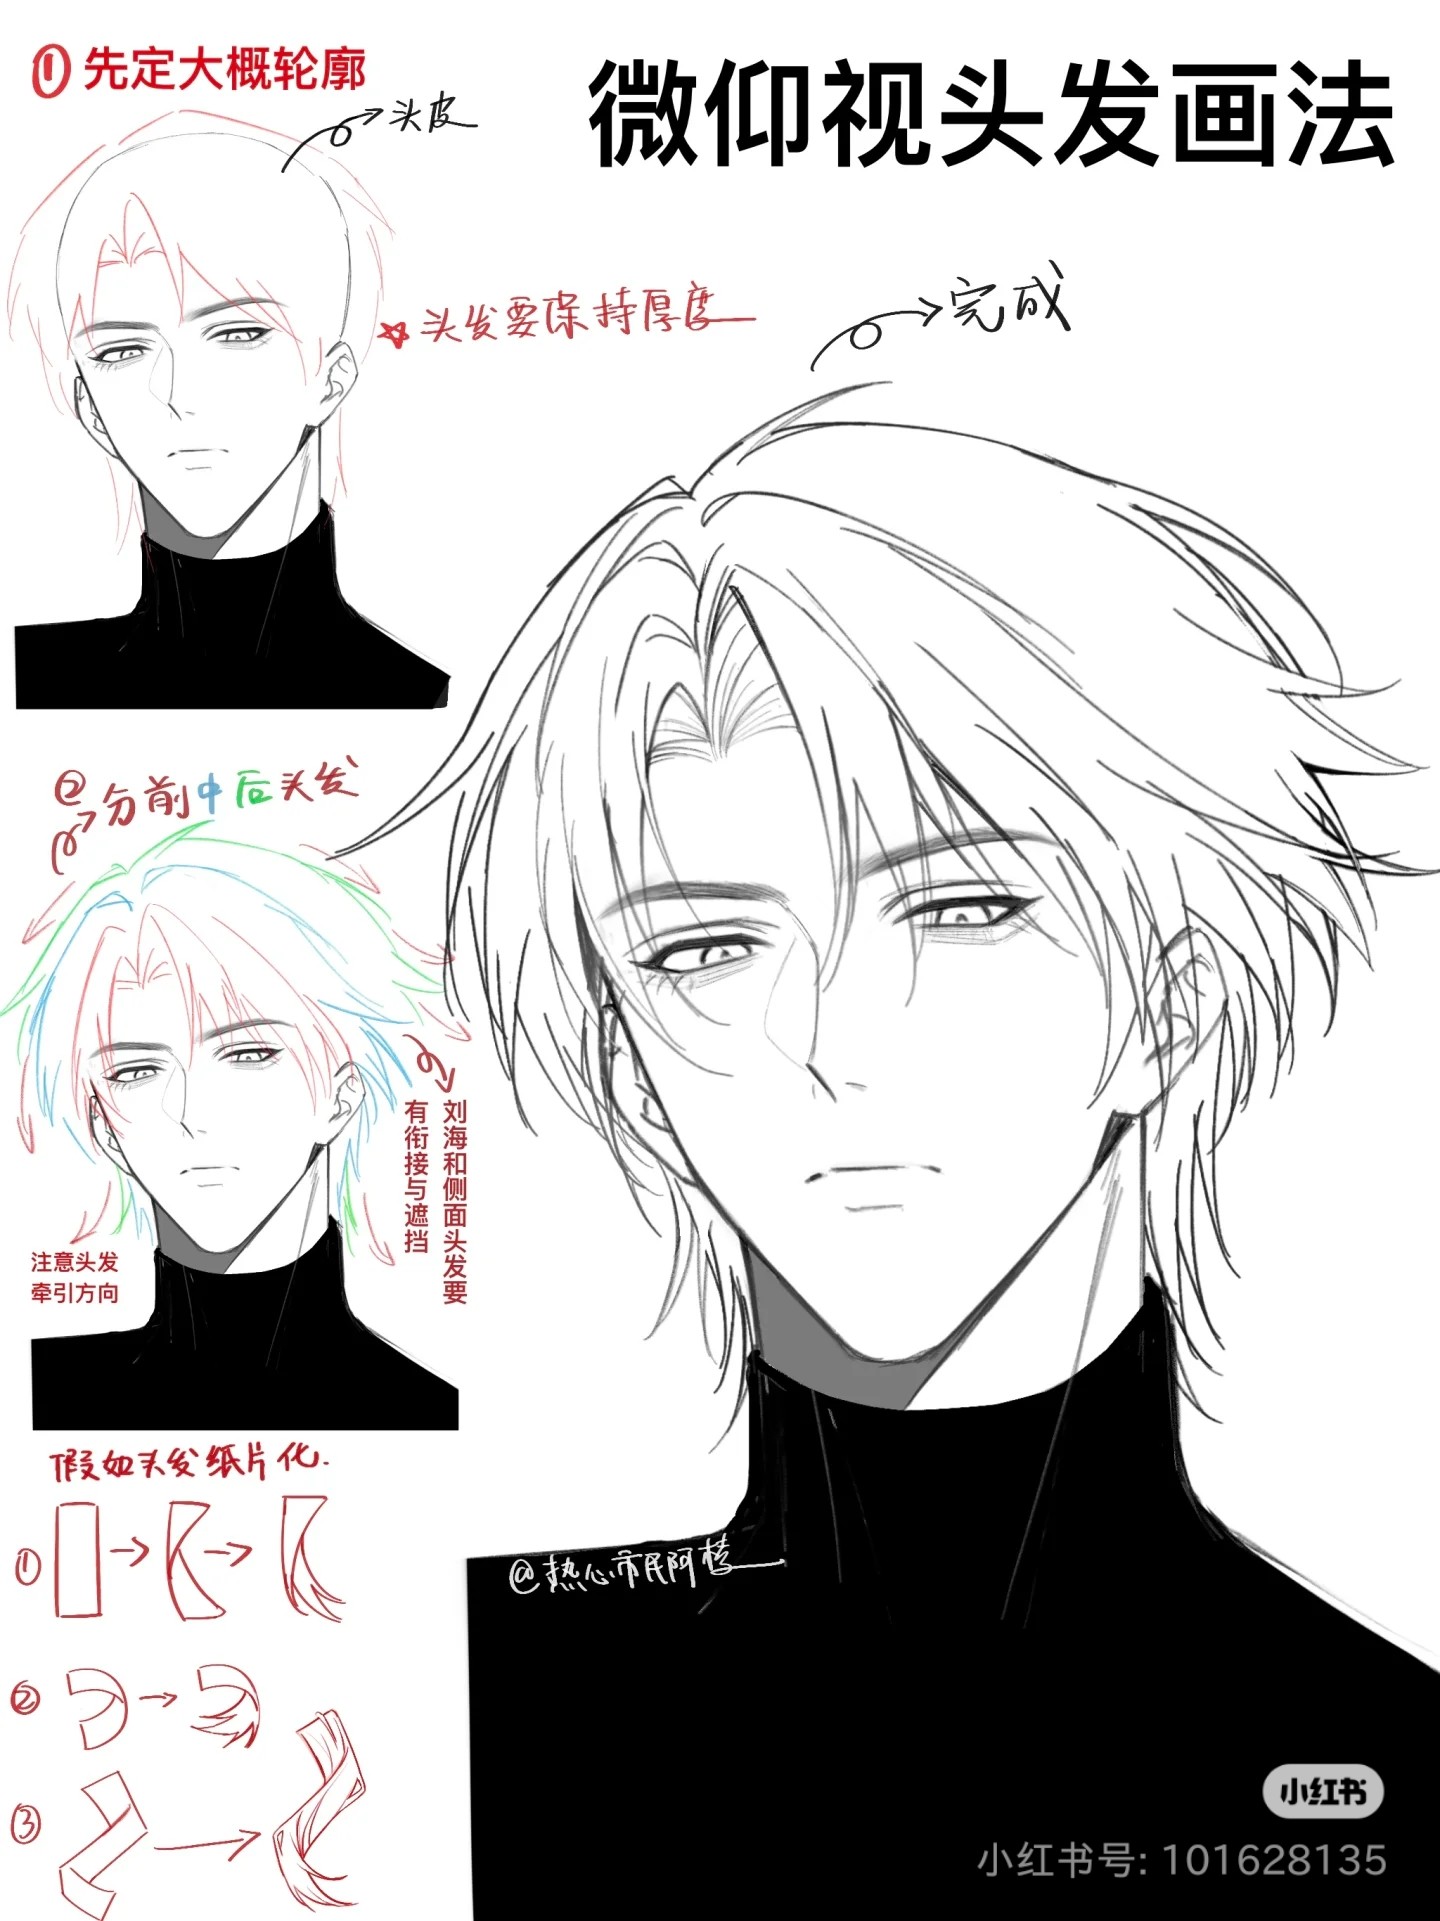 微仰视头发画法
①先定大概轮廓
头皮
头发要保持厚度
完成
②
分前中后头发
刘海和侧面头发要
有衔接与遮挡
注意头发
牵引方向
假如头发纸片化.
①
②
③
@热心市民阿
小红书
小红书号: 101628135